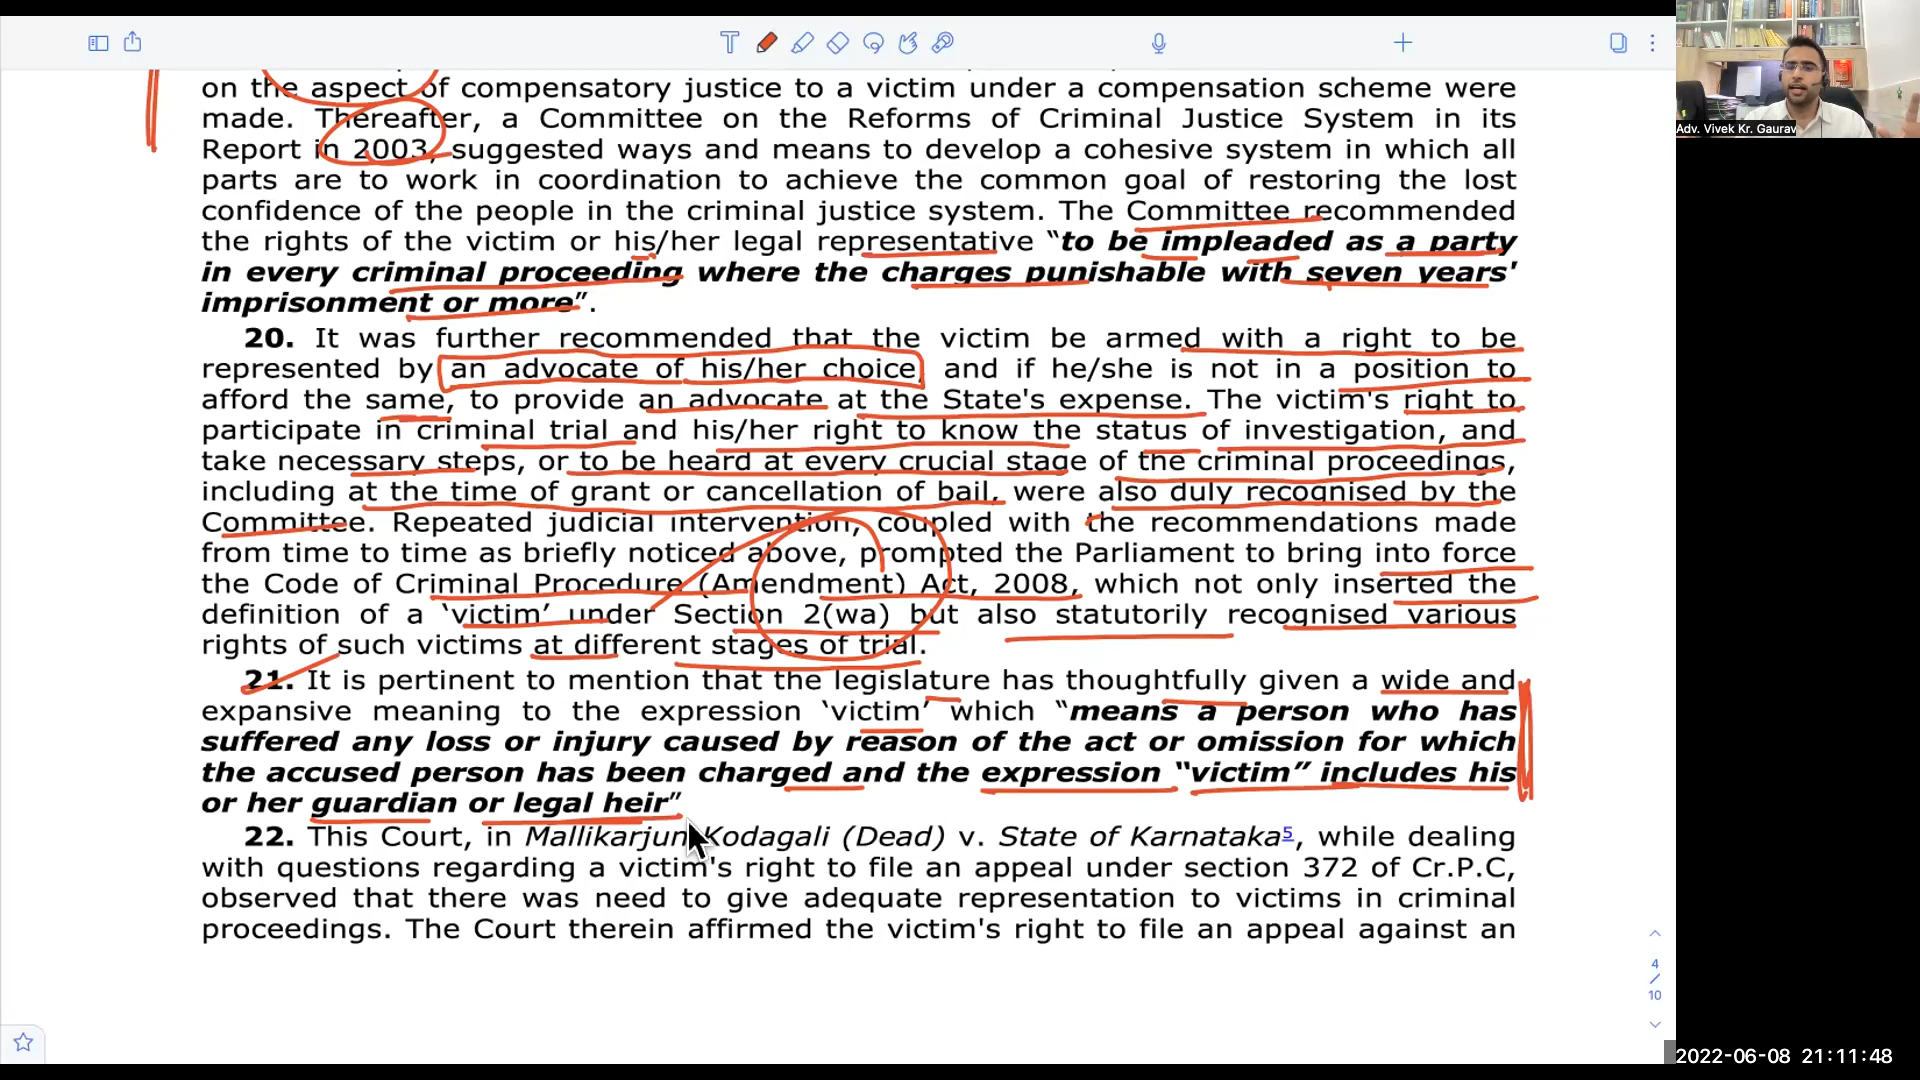 on the aspect of compensatory justice to a victim under a compensation scheme were
made. Thereafter, a Committee on the Reforms of Criminal Justice System in its
Report in 2003, suggested ways and means to develop a cohesive system in which all
parts are to work in coordination to achieve the common goal of restoring the lost
confidence of the people in the criminal justice system. The Committee recommended
the rights of the victim or his/her legal representative “to be impleaded as a party
in every criminal proceeding where the charges punishable with seven years'
imprisonment or more”.
20. It was further recommended that the victim be armed with a right to be
represented by an advocate of his/her choice, and if he/she is not in a position to
afford the same, to provide an advocate at the State's expense. The victim's right to
participate in criminal trial and his/her right to know the status of investigation, and
take necessary steps, or to be heard at every crucial stage of the criminal proceedings,
including at the time of grant or cancellation of bail, were also duly recognised by the
Committee. Repeated judicial intervention, coupled with the recommendations made
from time to time as briefly noticed above, prompted the Parliament to bring into force
the Code of Criminal Procedure (Amendment) Act, 2008, which not only inserted the
definition of a ‘victim’ under Section 2(wa) but also statutorily recognised various
rights of such victims at different stages of trial.
21. It is pertinent to mention that the legislature has thoughtfully given a wide and
expansive meaning to the expression ‘victim’ which “means a person who has
suffered any loss or injury caused by reason of the act or omission for which
the accused person has been charged and the expression “victim” includes his
or her guardian or legal heir”
22. This Court, in Mallikarjun Kodagali (Dead) v. State of Karnataka5, while dealing
with questions regarding a victim's right to file an appeal under section 372 of Cr.P.C,
observed that there was need to give adequate representation to victims in criminal
proceedings. The Court therein affirmed the victim's right to file an appeal against an
4
/
10
Adv. Vivek Kr. Gaurav
2022-06-08 21:11:48